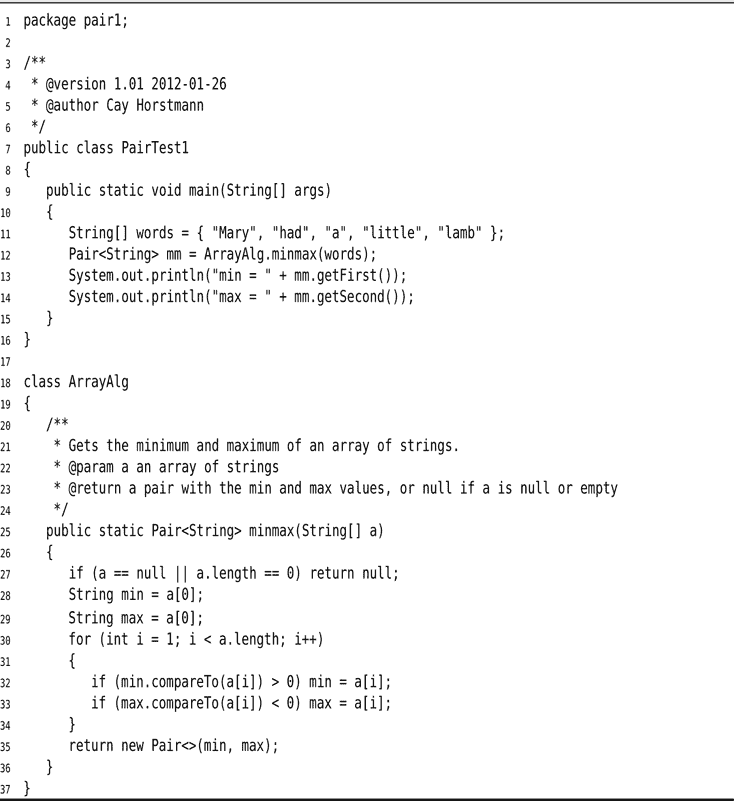 1 package pair1;
2
3 /**
4  * @version 1.01 2012-01-26
5  * @author Cay Horstmann
6  */
7 public class PairTest1
8 {
9    public static void main(String[] args)
10    {
11       String[] words = { "Mary", "had", "a", "little", "lamb" };
12       Pair<String> mm = ArrayAlg.minmax(words);
13       System.out.println("min = " + mm.getFirst());
14       System.out.println("max = " + mm.getSecond());
15    }
16 }
17
18 class ArrayAlg
19 {
20    /**
21     * Gets the minimum and maximum of an array of strings.
22     * @param a an array of strings
23     * @return a pair with the min and max values, or null if a is null or empty
24     */
25    public static Pair<String> minmax(String[] a)
26    {
27       if (a == null || a.length == 0) return null;
28       String min = a[0];
29       String max = a[0];
30       for (int i = 1; i < a.length; i++)
31       {
32          if (min.compareTo(a[i]) > 0) min = a[i];
33          if (max.compareTo(a[i]) < 0) max = a[i];
34       }
35       return new Pair<>(min, max);
36    }
37 }